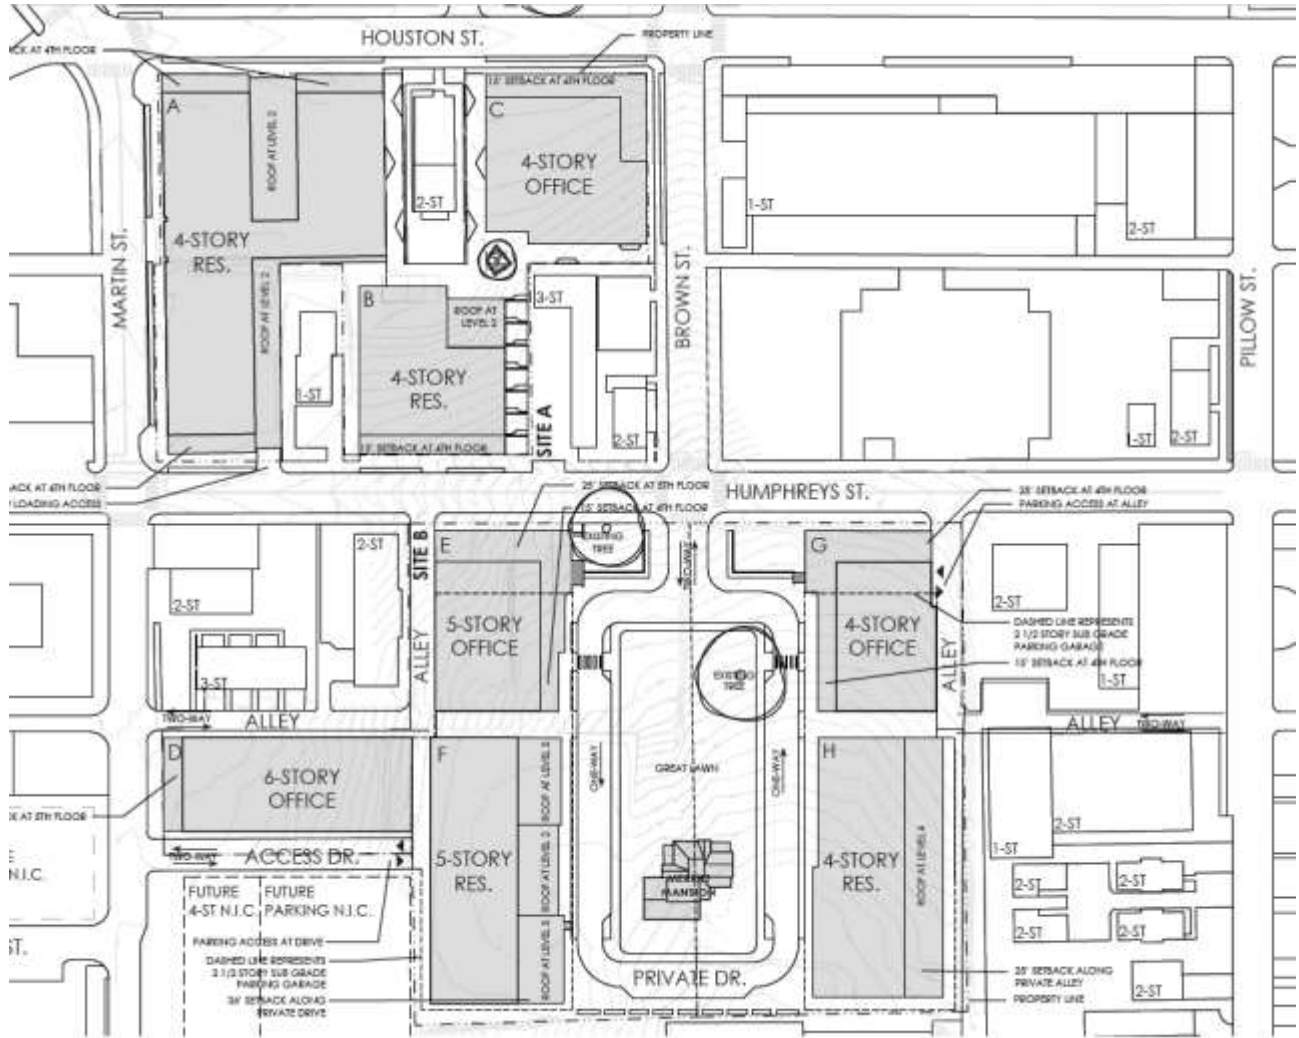 HOUSTON ST.
PROPERTY LINE
CK AT 4TH FLOOR
15' SETBACK AT 4TH FLOOR
A
C
ROOF AT LEVEL 2
4-STORY
OFFICE
2-ST
1-ST
2-ST
4-STORY
RES.
MARTIN ST.
BROWN ST.
PILLOW ST.
3-ST
B
ROOF AT
LEVEL 2
ROOF AT LEVEL 2
4-STORY
RES.
1-ST
SITE A
2-ST
1-ST
2-ST
15' SETBACK AT 4TH FLOOR
ACK AT 4TH FLOOR
LOADING ACCESS
25' SETBACK AT 5TH FLOOR
HUMPHREYS ST.
15' SETBACK AT 4TH FLOOR
25' SETBACK AT 4TH FLOOR
PARKING ACCESS AT ALLEY
E
EXISTING
TREE
G
2-ST
SITE B
TWO-WAY
2-ST
2-ST
5-STORY
OFFICE
4-STORY
OFFICE
DASHED LINE REPRESENTS
2 1/2 STORY SUB GRADE
PARKING GARAGE
15' SETBACK AT 4TH FLOOR
ALLEY
ALLEY
3-ST
EXISTING
TREE
1-ST
TWO-WAY
ALLEY
ALLEY
TWO-WAY
D
F
H
6-STORY
OFFICE
ROOF AT LEVEL 2
ONE-WAY
GREAT LAWN
ONE-WAY
K AT 5TH FLOOR
2-ST
1-ST
TWO-WAY
ACCESS DR.
5-STORY
RES.
ROOF AT LEVEL 2
MANSION
4-STORY
RES.
ROOF AT LEVEL 4
N.I.C.
FUTURE
4-ST N.I.C.
FUTURE
PARKING N.I.C.
2-ST
2-ST
2-ST
2-ST
ST.
PARKING ACCESS AT DRIVE
DASHED LINE REPRESENTS
2 1/2 STORY SUB GRADE
PARKING GARAGE
36' SETBACK ALONG
PRIVATE DRIVE
ROOF AT LEVEL 2
PRIVATE DR.
25' SETBACK ALONG
PRIVATE ALLEY
PROPERTY LINE
2-ST